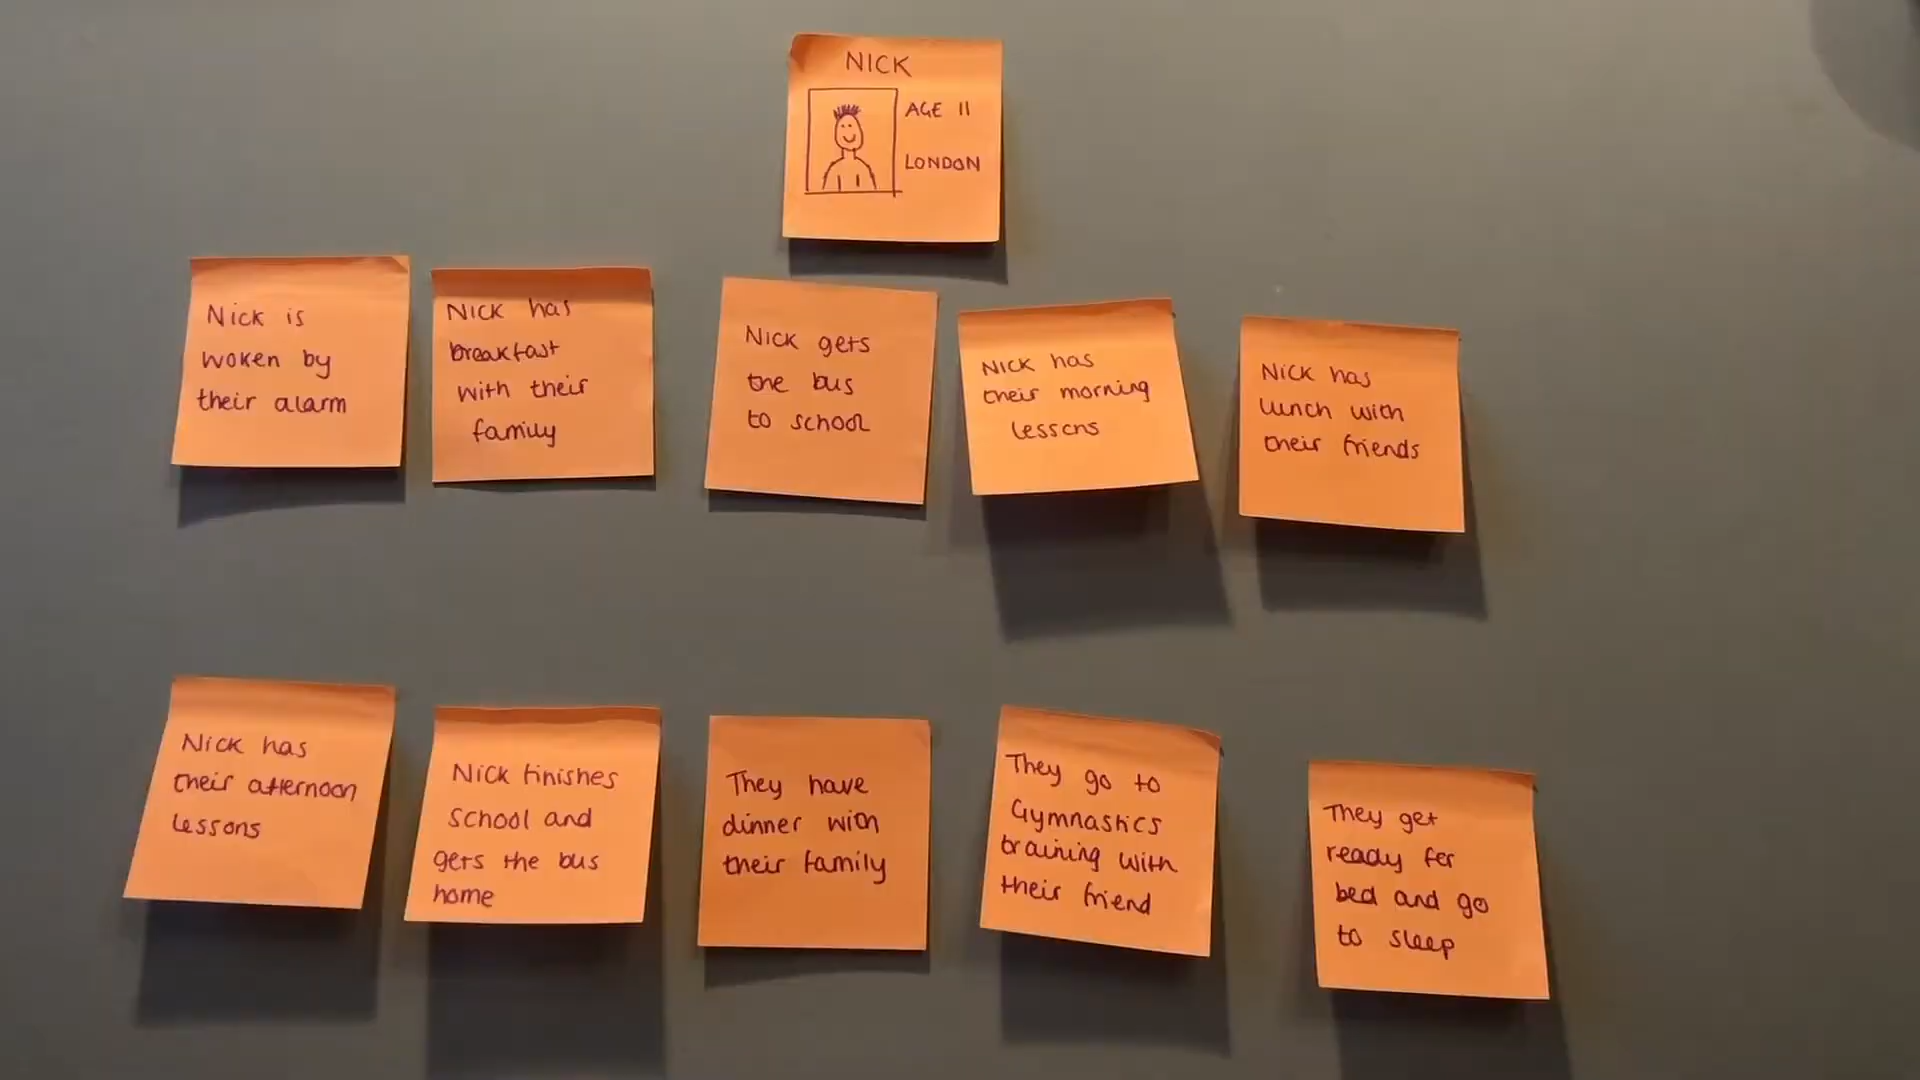 NICK
AGE 11
LONDON
Nick is
woken by
their alarm
Nick has
breakfast
with their
family
Nick gets
the bus
to school
Nick has
their morning
lessons
Nick has
lunch with
their friends
Nick has
their afternoon
lessons
Nick finishes
school and
gets the bus
home
They have
dinner with
their family
They go to
Gymnastics
training with
their friend
They get
ready for
bed and go
to sleep